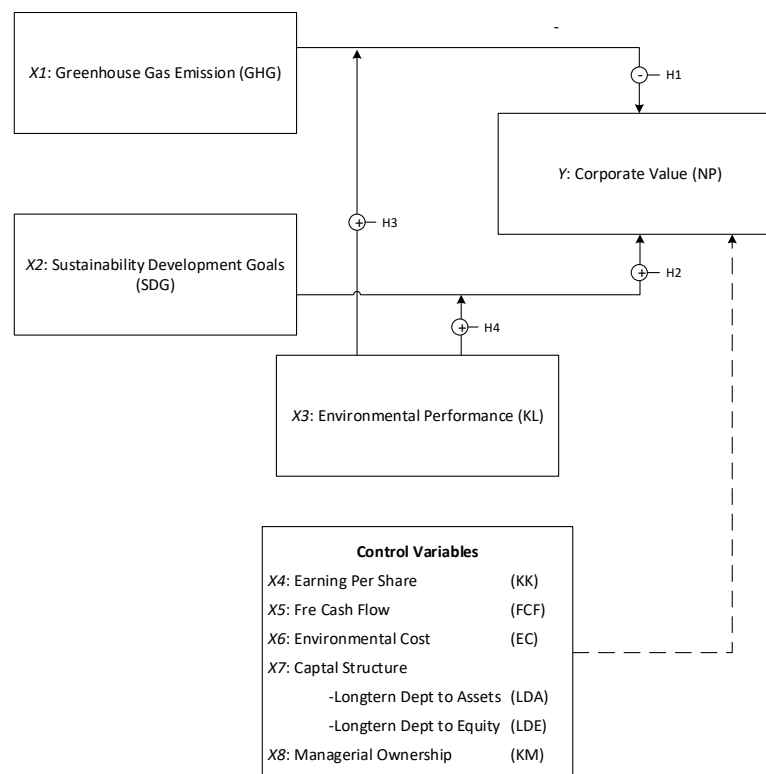 -
X1: Greenhouse Gas Emission (GHG)
- H1
Y: Corporate Value (NP)
+ H3
X2: Sustainability Development Goals
(SDG)
+ H2
+ H4
X3: Environmental Performance (KL)
Control Variables
X4: Earning Per Share (KK)
X5: Fre Cash Flow (FCF)
X6: Environmental Cost (EC)
X7: Captal Structure
-Longtern Dept to Assets (LDA)
-Longtern Dept to Equity (LDE)
X8: Managerial Ownership (KM)